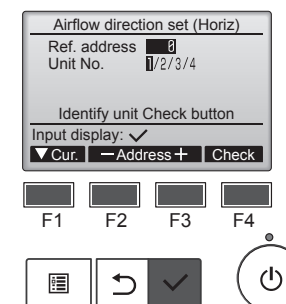 Airflow direction set (Horiz)
Ref. address 0
Unit No. 1/2/3/4
Identify unit Check button
Input display: ✓
▼ Cur. − Address + Check
F1 F2 F3 F4